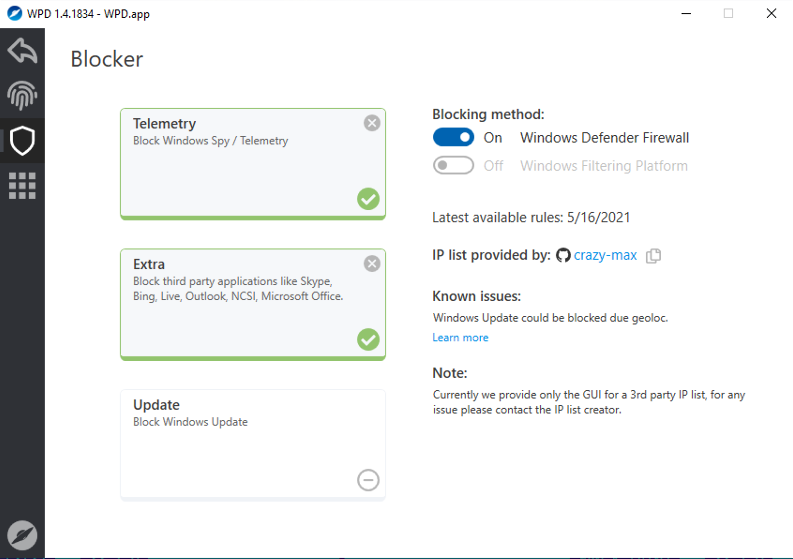 WPD 1.4.1834 - WPD.app
Blocker
Telemetry
Block Windows Spy / Telemetry
Extra
Block third party applications like Skype,
Bing, Live, Outlook, NCSI, Microsoft Office.
Update
Block Windows Update
Blocking method:
On Windows Defender Firewall
Off Windows Filtering Platform
Latest available rules: 5/16/2021
IP list provided by: crazy-max
Known issues:
Windows Update could be blocked due geoloc.
Learn more
Note:
Currently we provide only the GUI for a 3rd party IP list, for any
issue please contact the IP list creator.